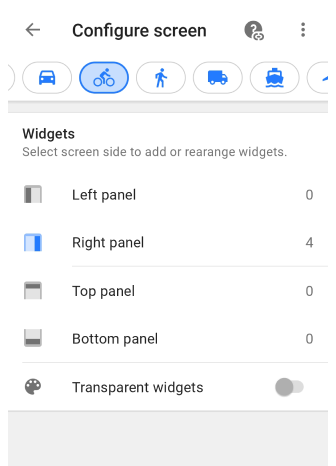 Configure screen
Widgets
Select screen side to add or rearrange widgets.
Left panel 0
Right panel 4
Top panel 0
Bottom panel 0
Transparent widgets